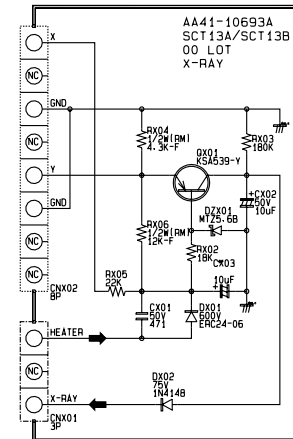 AA41-10693A
SCT13A/SCT13B
00 LOT
X-RAY
X
NC
GND
NC
Y
GND
NC
NC
CNX02
8P
RX04
1/2W(RM)
4.3K-F
RX03
180K
QX01
KSA539-Y
+CX02
50V
10uF
DZX01
MTZ5.6B
RX06
1/2W(RM)
12K-F
RX02
18K
CX03
+10uF
RX05
22K
CX01
50V
471
DX01
600V
ERC24-06
HEATER
NC
X-RAY
CNX01
3P
DX02
75V
1N4148